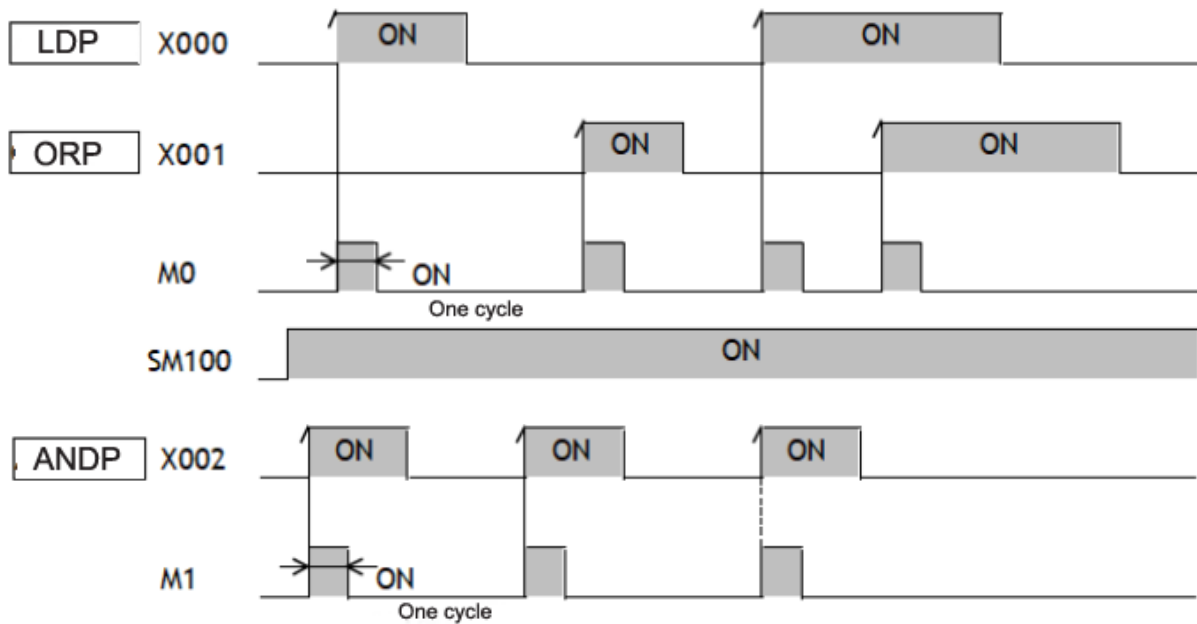 LDP X000 ON ON
ORP X001 ON ON
M0 ON
One cycle
SM100 ON
ANDP X002 ON ON ON
M1 ON
One cycle